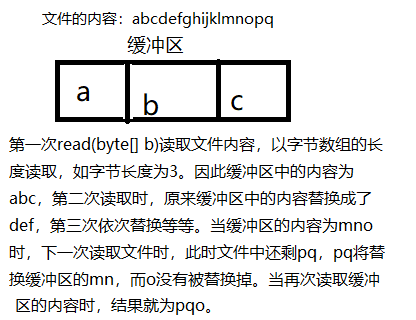 文件的内容：abcdefghijklmnopq
缓冲区
a b c
第一次read(byte[] b)读取文件内容，以字节数组的长
度读取，如字节长度为3。因此缓冲区中的内容为
abc，第二次读取时，原来缓冲区中的内容替换成了
def，第三次依次替换等等。当缓冲区的内容为mno
时，下一次读取文件时，此时文件中还剩pq，pq将替
换缓冲区的mn，而o没有被替换掉。当再次读取缓冲
区的内容时，结果就为pqo。